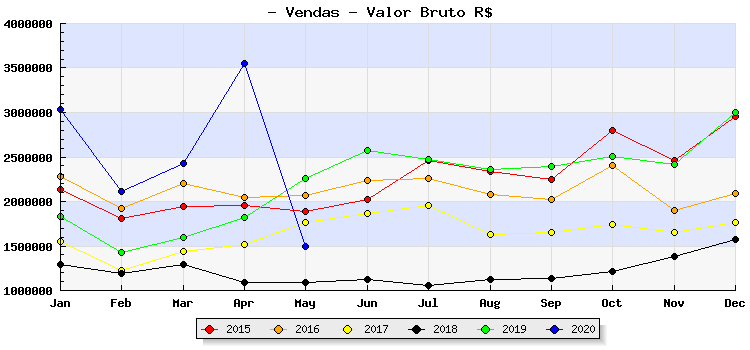 - Vendas - Valor Bruto R$
4000000
3500000
3000000
2500000
2000000
1500000
1000000
Jan Feb Mar Apr May Jun Jul Aug Sep Oct Nov Dec
2015 2016 2017 2018 2019 2020